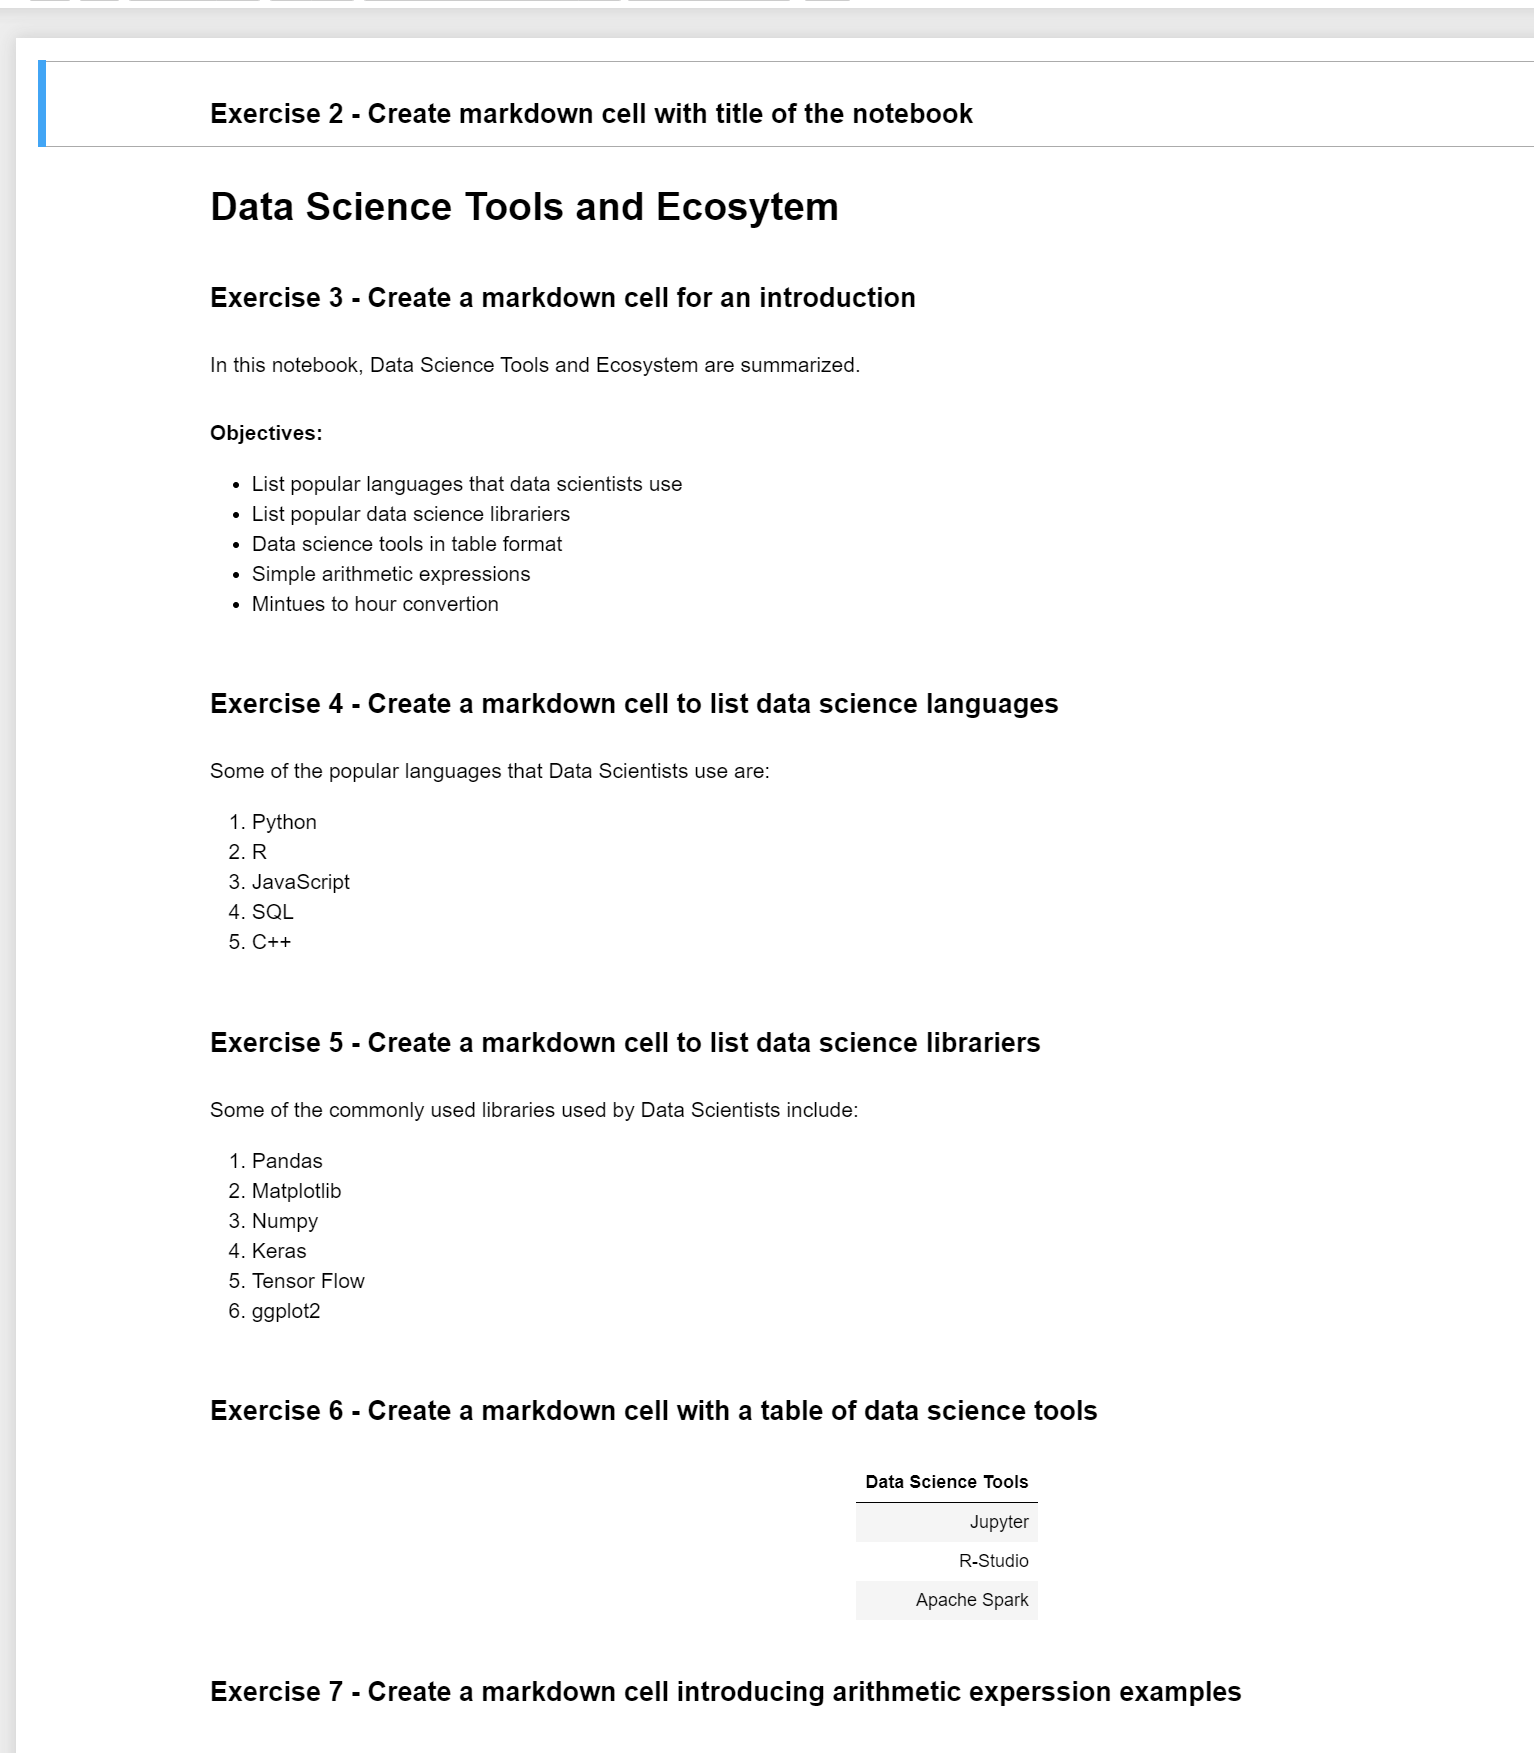 Exercise 2 - Create markdown cell with title of the notebook
Data Science Tools and Ecosytem
Exercise 3 - Create a markdown cell for an introduction
In this notebook, Data Science Tools and Ecosystem are summarized.
Objectives:
• List popular languages that data scientists use
• List popular data science librariers
• Data science tools in table format
• Simple arithmetic expressions
• Mintues to hour convertion
Exercise 4 - Create a markdown cell to list data science languages
Some of the popular languages that Data Scientists use are:
1. Python
2. R
3. JavaScript
4. SQL
5. C++
Exercise 5 - Create a markdown cell to list data science librariers
Some of the commonly used libraries used by Data Scientists include:
1. Pandas
2. Matplotlib
3. Numpy
4. Keras
5. Tensor Flow
6. ggplot2
Exercise 6 - Create a markdown cell with a table of data science tools
Data Science Tools
Jupyter
R-Studio
Apache Spark
Exercise 7 - Create a markdown cell introducing arithmetic experssion examples